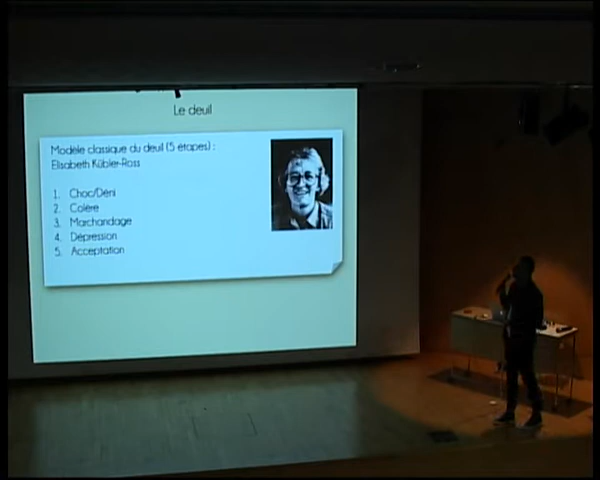 Le deuil
Modèle classique du deuil (5 étapes) :
Elisabeth Kübler-Ross
1. Choc/Déni
2. Colère
3. Marchandage
4. Dépression
5. Acceptation